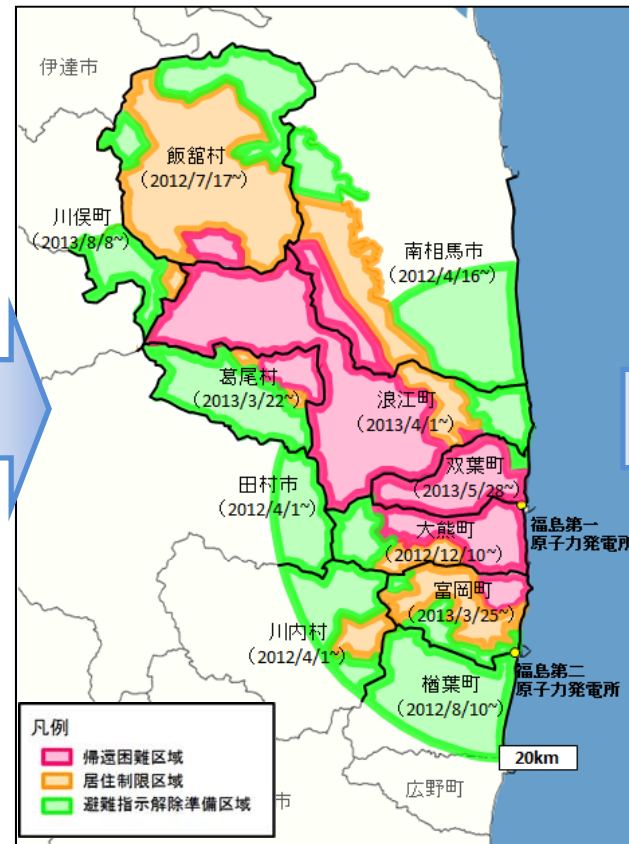 伊達市
飯舘村
(2012/7/17~)
川俣町
(2013/8/8~)
南相馬市
(2012/4/16~)
葛尾村
(2013/3/22~)
浪江町
(2013/4/1~)
田村市
(2012/4/1~)
双葉町
(2013/5/28~)
福島第一
原子力発電所
大熊町
(2012/12/10~)
富岡町
(2013/3/25~)
川内村
(2012/4/1~)
福島第二
原子力発電所
楢葉町
(2012/8/10~)
20km
広野町
市
凡例
帰還困難区域
居住制限区域
避難指示解除準備区域